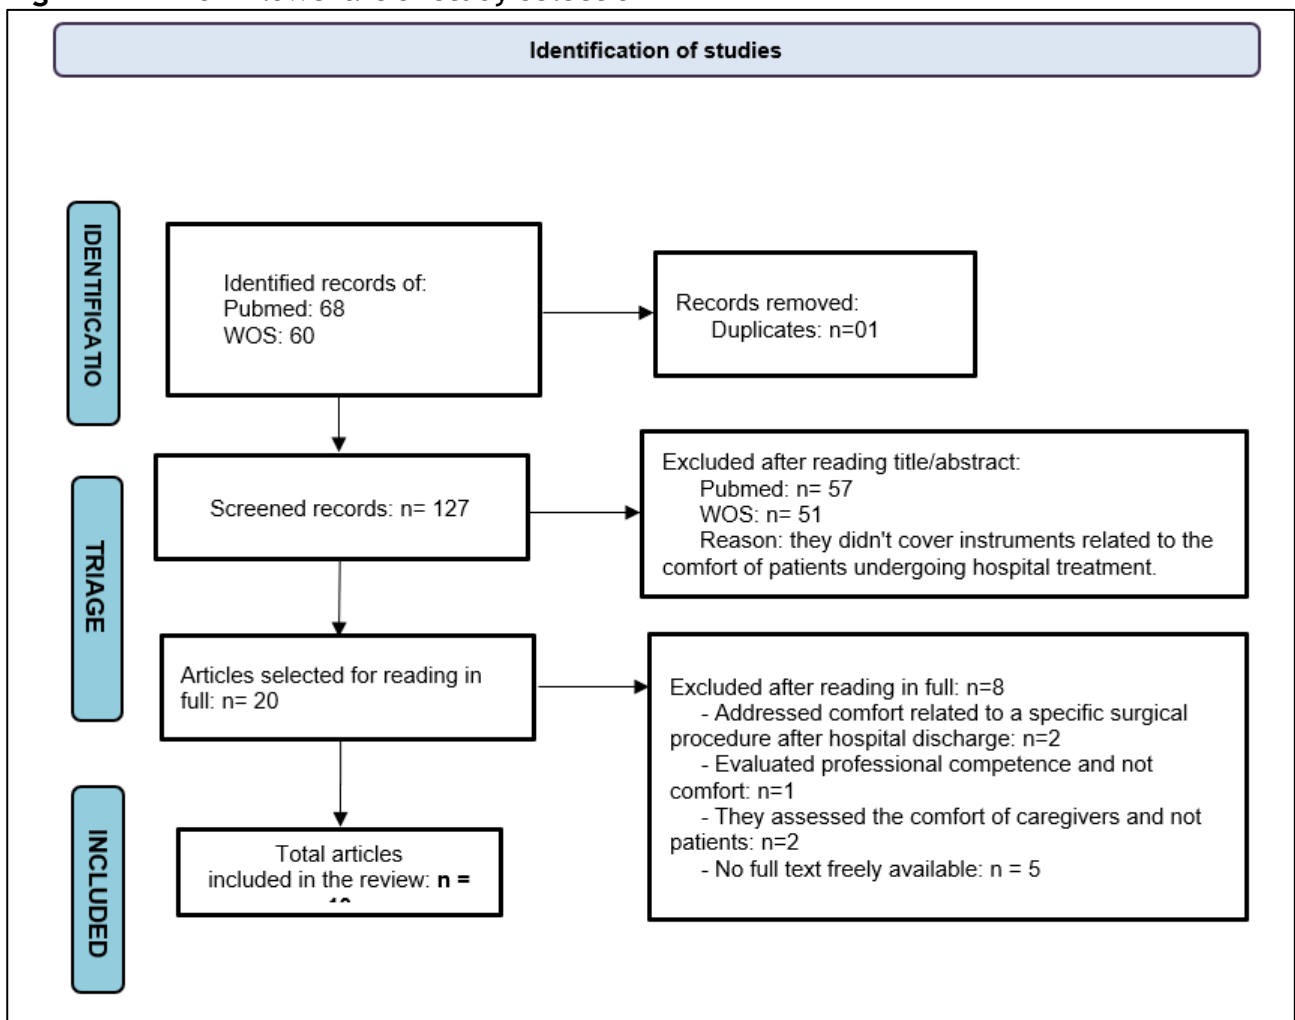 Identification of studies
IDENTIFICATIO
Identified records of:
Pubmed: 68
WOS: 60
Records removed:
Duplicates: n=01
Screened records: n= 127
Excluded after reading title/abstract:
Pubmed: n= 57
WOS: n= 51
Reason: they didn't cover instruments related to the
comfort of patients undergoing hospital treatment.
TRIAGE
Articles selected for reading in
full: n= 20
Excluded after reading in full: n=8
- Addressed comfort related to a specific surgical
procedure after hospital discharge: n=2
- Evaluated professional competence and not
comfort: n=1
- They assessed the comfort of caregivers and not
patients: n=2
- No full text freely available: n = 5
INCLUDED
Total articles
included in the review: n =